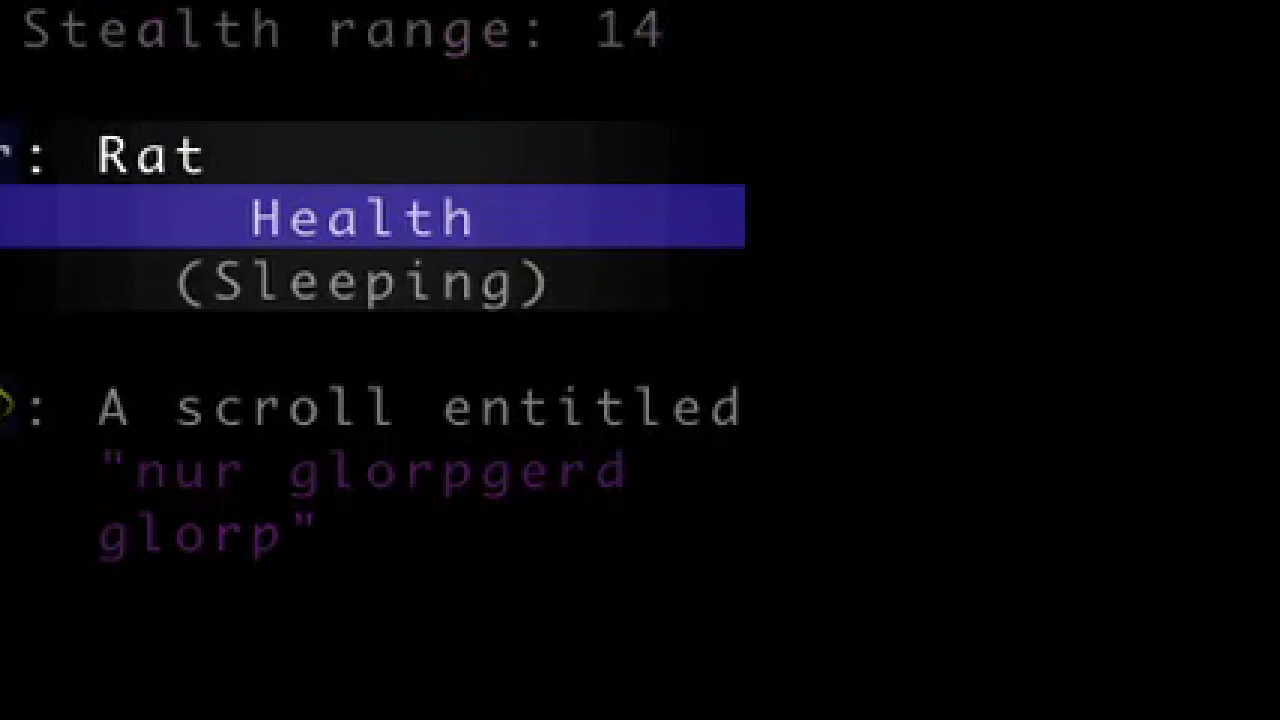 Stealth range: 14
r: Rat
Health
(Sleeping)
: A scroll entitled
"nur glorpgerd
glorp"